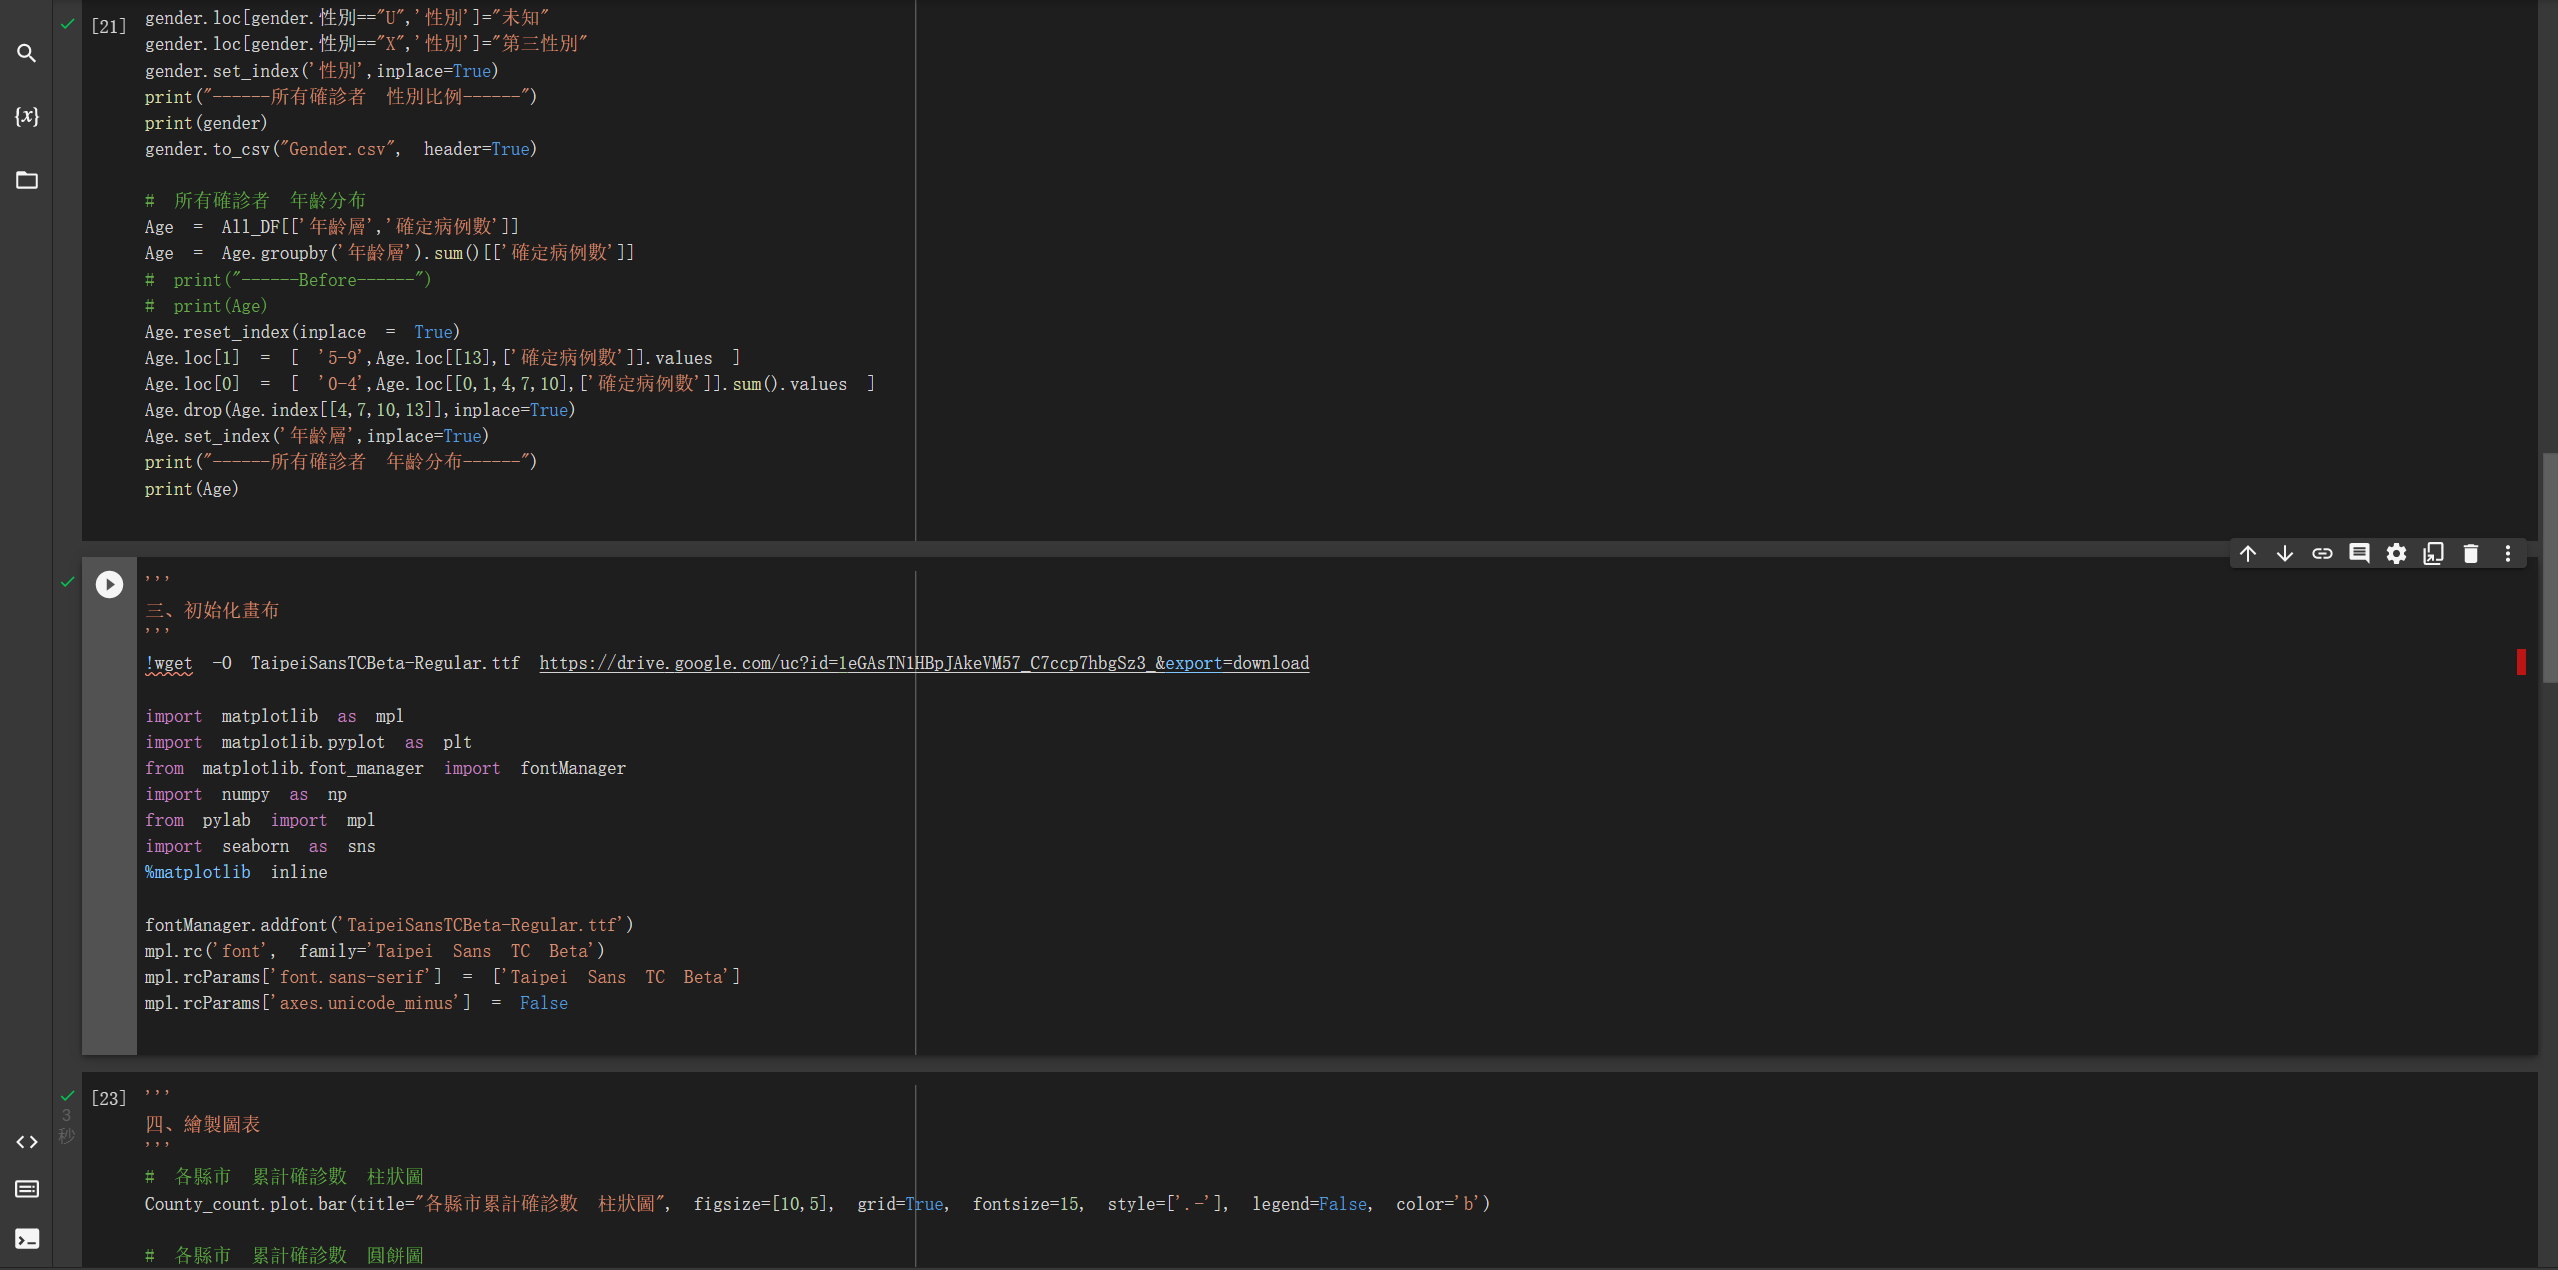 [21]
gender.loc[gender.性別=="U",'性別']="未知"
gender.loc[gender.性別=="X",'性別']="第三性別"
gender.set_index('性別',inplace=True)
print("------所有確診者 性別比例------")
print(gender)
gender.to_csv("Gender.csv", header=True)
# 所有確診者 年齡分布
Age = All_DF[['年齡層','確定病例數']]
Age = Age.groupby('年齡層').sum()[['確定病例數']]
# print("------Before------")
# print(Age)
Age.reset_index(inplace = True)
Age.loc[1] = [ '5-9',Age.loc[[13],['確定病例數']].values ]
Age.loc[0] = [ '0-4',Age.loc[[0,1,4,7,10],['確定病例數']].sum().values ]
Age.drop(Age.index[[4,7,10,13]],inplace=True)
Age.set_index('年齡層',inplace=True)
print("------所有確診者 年齡分布------")
print(Age)
'''
三、初始化畫布
'''
!wget -O TaipeiSansTCBeta-Regular.ttf https://drive.google.com/uc?id=1eGAsTN1HBpJAkeVM57_C7ccp7hbgSz3_&export=download
import matplotlib as mpl
import matplotlib.pyplot as plt
from matplotlib.font_manager import fontManager
import numpy as np
from pylab import mpl
import seaborn as sns
%matplotlib inline
fontManager.addfont('TaipeiSansTCBeta-Regular.ttf')
mpl.rc('font', family='Taipei Sans TC Beta')
mpl.rcParams['font.sans-serif'] = ['Taipei Sans TC Beta']
mpl.rcParams['axes.unicode_minus'] = False
[23]
3
秒
'''
四、繪製圖表
'''
# 各縣市 累計確診數 柱狀圖
County_count.plot.bar(title="各縣市累計確診數 柱狀圖", figsize=[10,5], grid=True, fontsize=15, style=['.-'], legend=False, color='b')
# 各縣市 累計確診數 圓餅圖